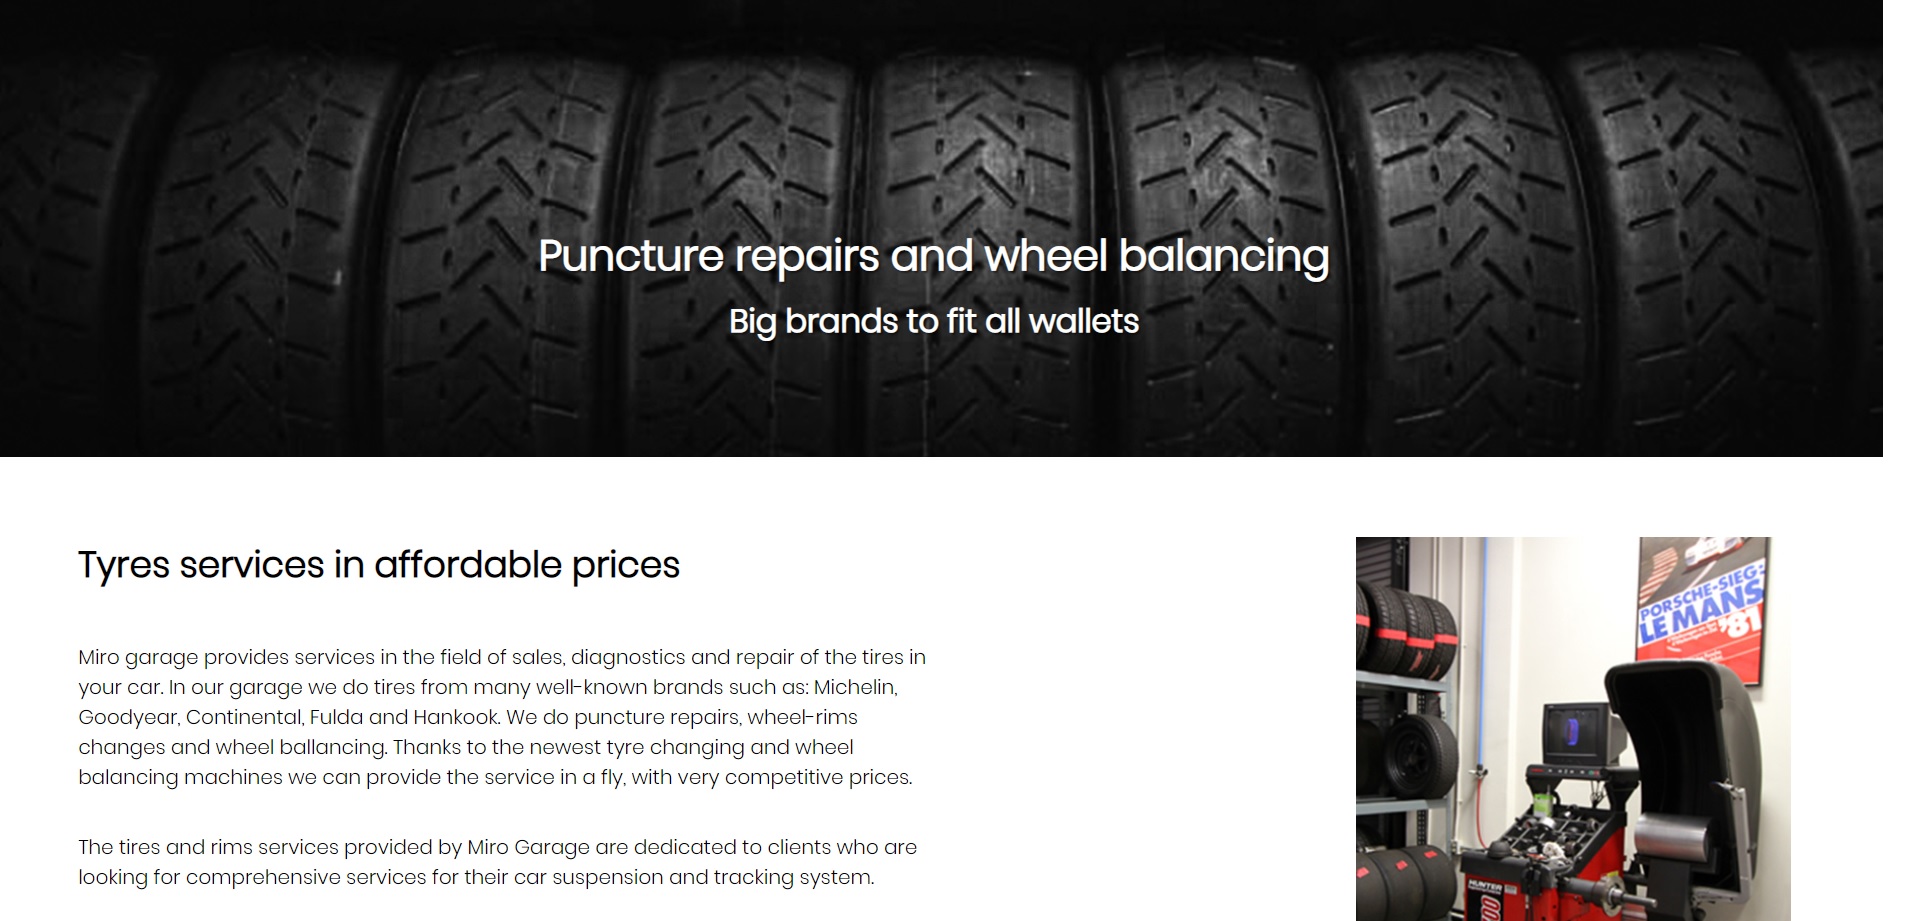 Puncture repairs and wheel balancing
Big brands to fit all wallets
Tyres services in affordable prices
Miro garage provides services in the field of sales, diagnostics and repair of the tires in
your car. In our garage we do tires from many well-known brands such as: Michelin,
Goodyear, Continental, Fulda and Hankook. We do puncture repairs, wheel-rims
changes and wheel ballancing. Thanks to the newest tyre changing and wheel
balancing machines we can provide the service in a fly, with very competitive prices.
The tires and rims services provided by Miro Garage are dedicated to clients who are
looking for comprehensive services for their car suspension and tracking system.
PORSCHE-SIEG:
LE MANS
'81
HUNTER